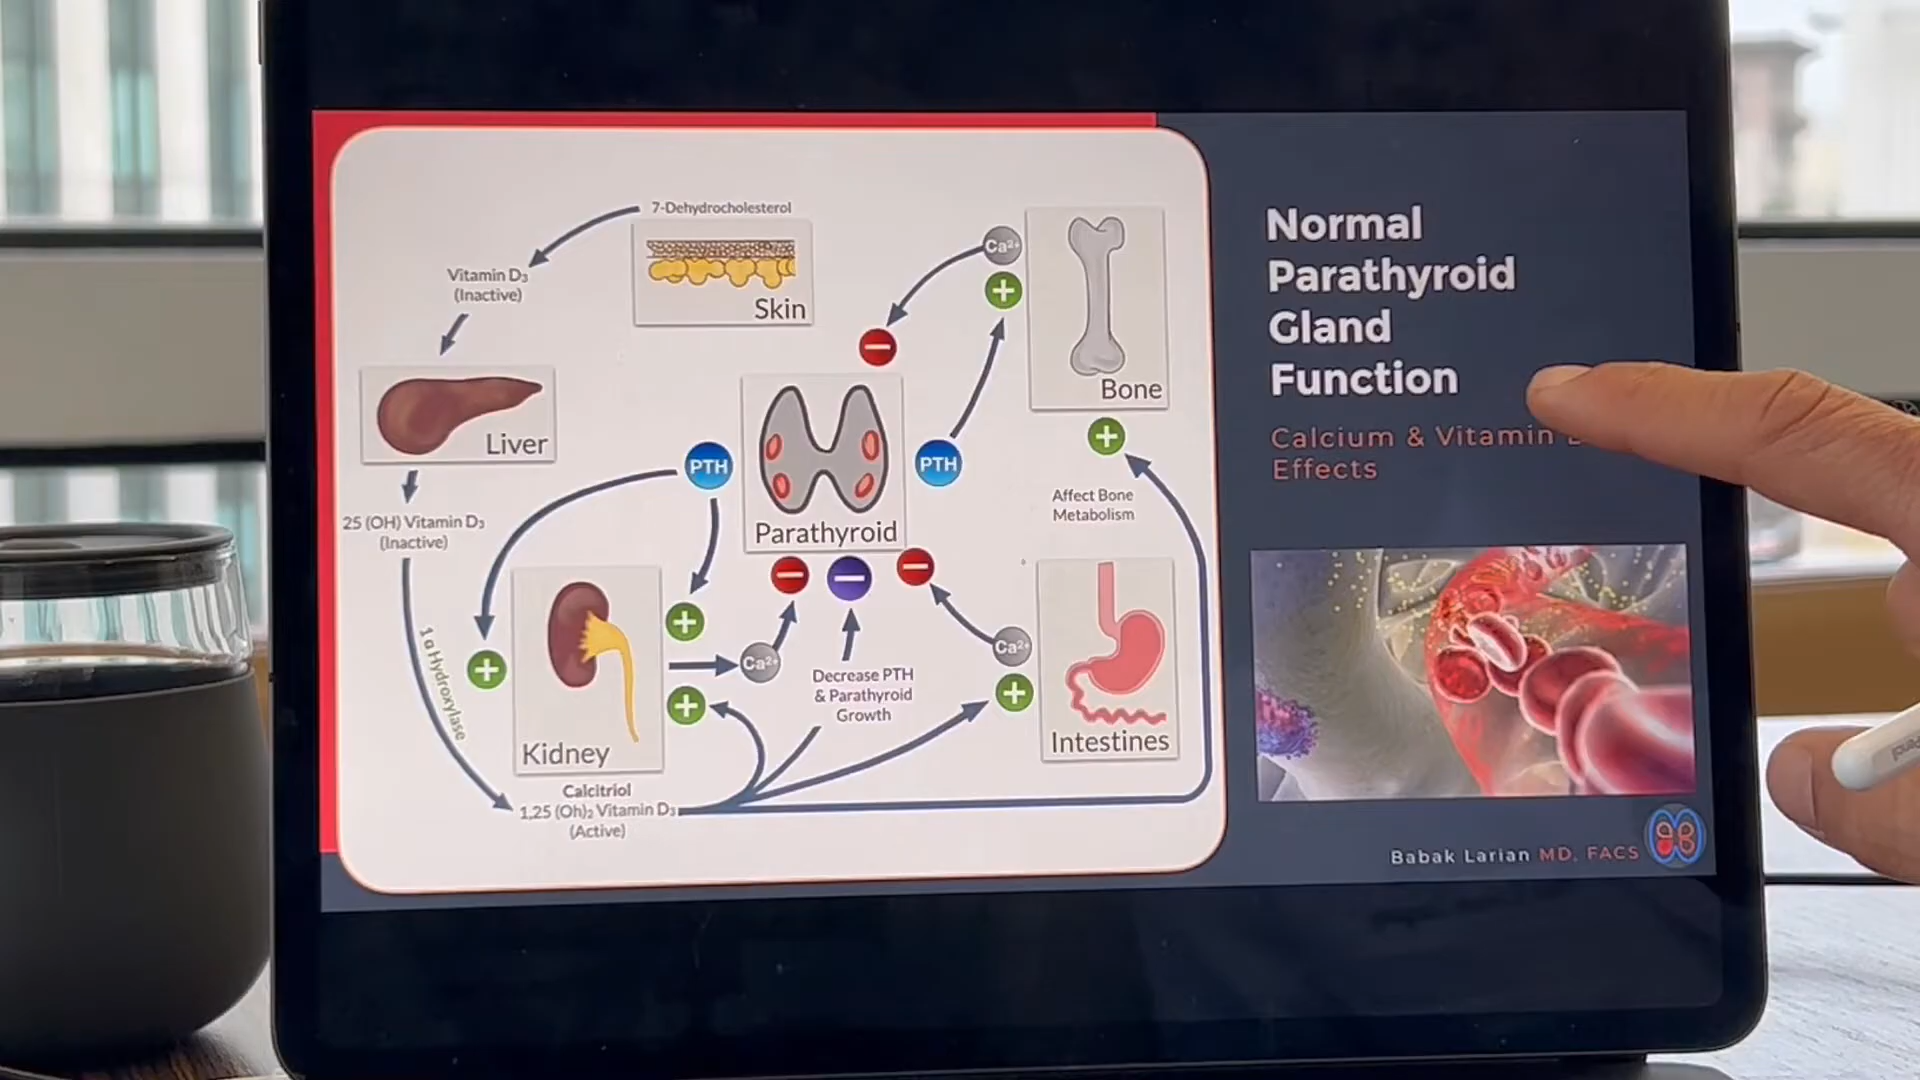 7-Dehydrocholesterol
Skin
Vitamin D₃
(Inactive)
Liver
25 (OH) Vitamin D₃
(Inactive)
1 α Hydroxylase
PTH
Parathyroid
PTH
Ca²⁺
Bone
Affect Bone
Metabolism
Kidney
Ca²⁺
Decrease PTH
& Parathyroid
Growth
Ca²⁺
Intestines
Calcitriol
1,25 (Oh)₂ Vitamin D₃
(Active)
Normal
Parathyroid
Gland
Function
Calcium & Vitamin
Effects
Babak Larian MD, FACS